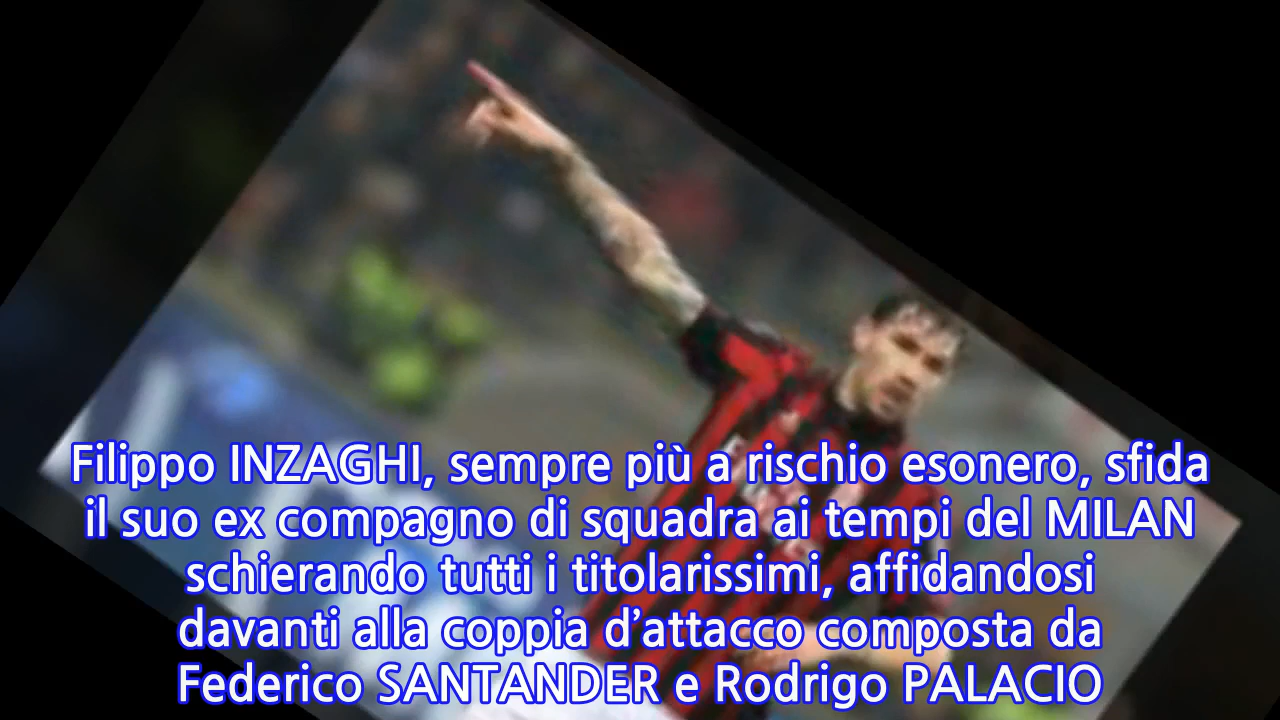 Filippo INZAGHI, sempre più a rischio esonero, sfida
il suo ex compagno di squadra ai tempi del MILAN
schierando tutti i titolarissimi, affidandosi
davanti alla coppia d’attacco composta da
Federico SANTANDER e Rodrigo PALACIO